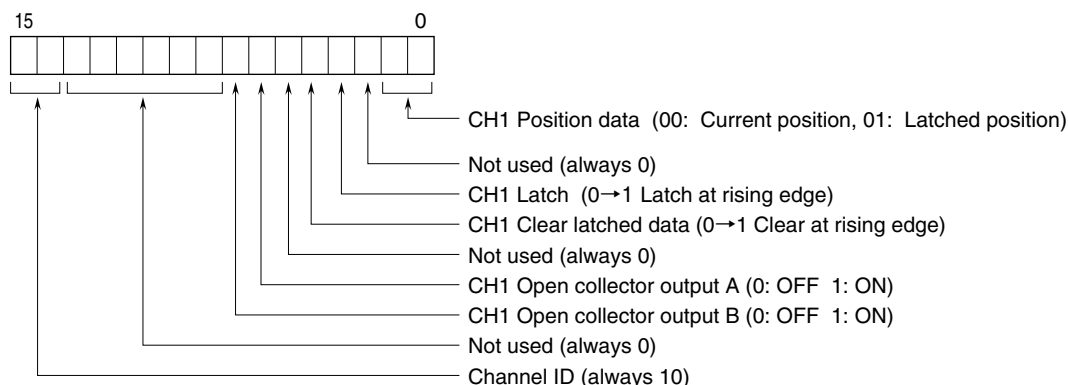 15 0
CH1 Position data (00: Current position, 01: Latched position)
Not used (always 0)
CH1 Latch (0→1 Latch at rising edge)
CH1 Clear latched data (0→1 Clear at rising edge)
Not used (always 0)
CH1 Open collector output A (0: OFF 1: ON)
CH1 Open collector output B (0: OFF 1: ON)
Not used (always 0)
Channel ID (always 10)